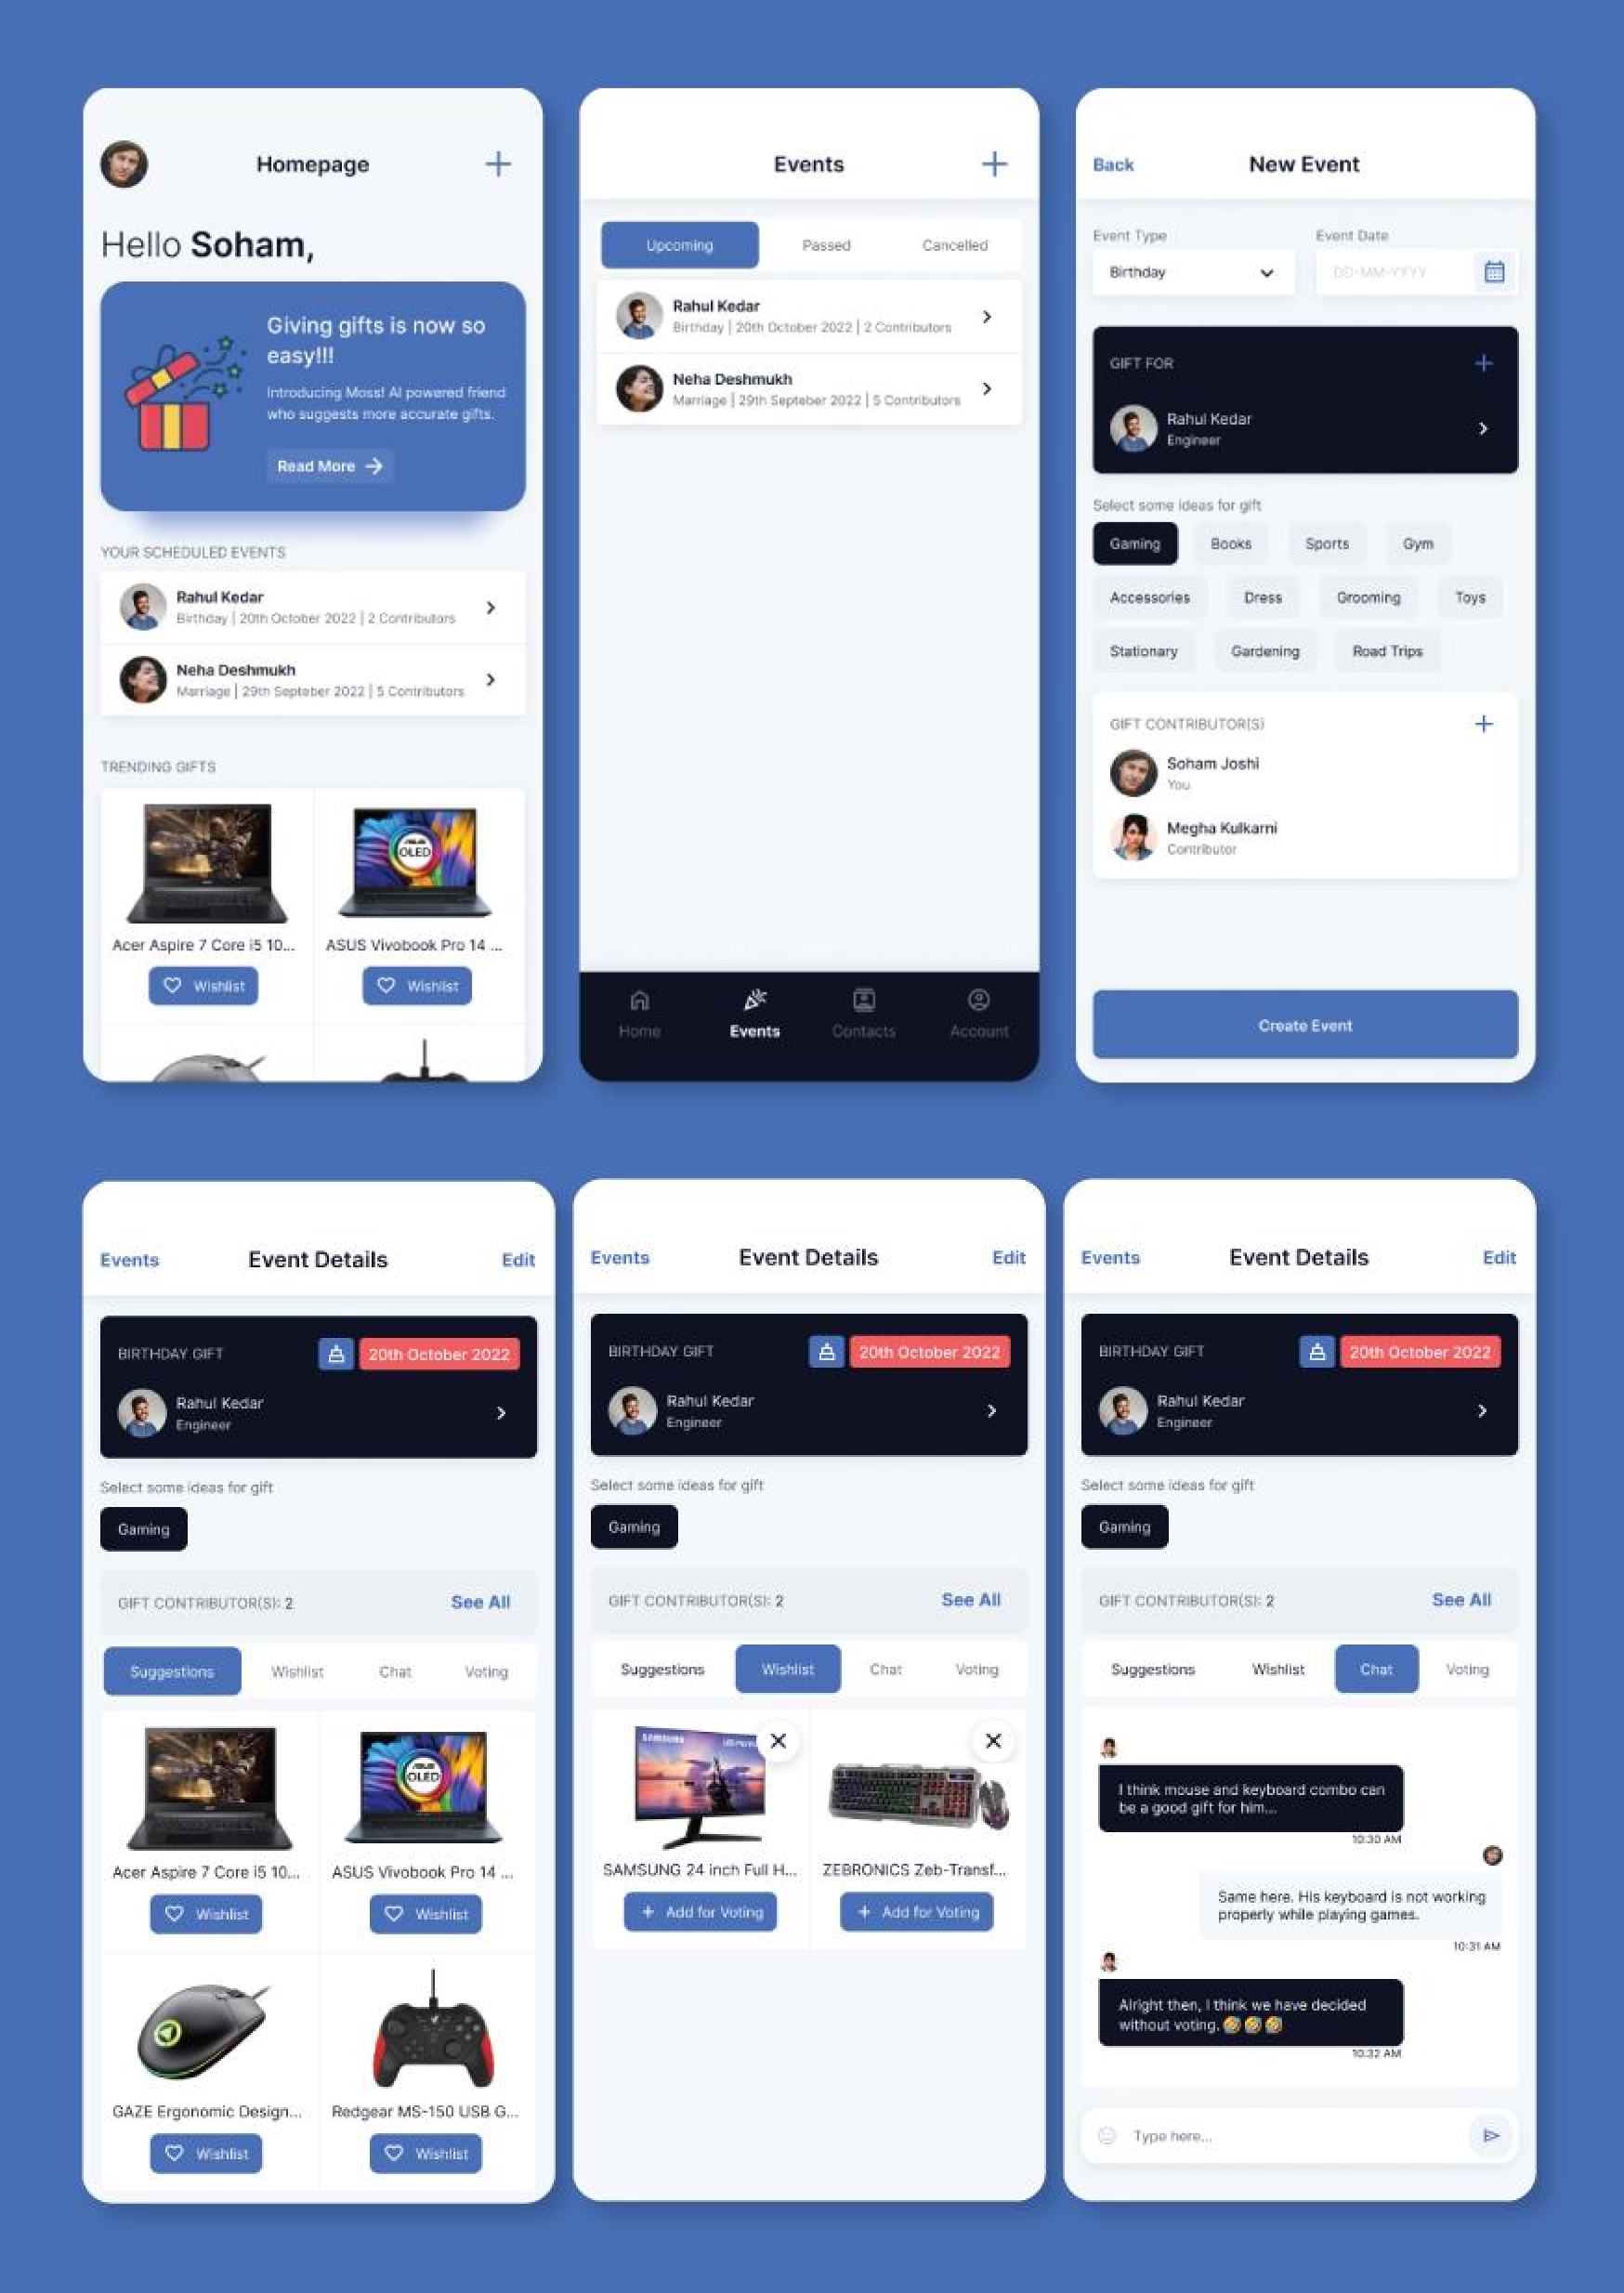 Homepage
Hello Soham,
Giving gifts is now so
easy!!!
Introducing Moss! AI powered friend
who suggests more accurate gifts.
Read More
YOUR SCHEDULED EVENTS
Rahul Kedar
Birthday | 20th October 2022 | 2 Contributors
Neha Deshmukh
Marriage | 29th Septeber 2022 | 5 Contributors
TRENDING GIFTS
Acer Aspire 7 Core i5 10...
ASUS Vivobook Pro 14 ...
Wishlist
Wishlist
Events
Upcoming
Passed
Cancelled
Rahul Kedar
Birthday | 20th October 2022 | 2 Contributors
Neha Deshmukh
Marriage | 29th Septeber 2022 | 5 Contributors
Home
Events
Contacts
Account
Back
New Event
Event Type
Event Date
Birthday
DD-MM-YYYY
GIFT FOR
Rahul Kedar
Engineer
Select some ideas for gift
Gaming
Books
Sports
Gym
Accessories
Dress
Grooming
Toys
Stationary
Gardening
Road Trips
GIFT CONTRIBUTOR(S)
Soham Joshi
You
Megha Kulkarni
Contributor
Create Event
Events
Event Details
Edit
BIRTHDAY GIFT
20th October 2022
Rahul Kedar
Engineer
Select some ideas for gift
Gaming
GIFT CONTRIBUTOR(S): 2
See All
Suggestions
Wishlist
Chat
Voting
ASUS
OLED
Acer Aspire 7 Core i5 10...
ASUS Vivobook Pro 14 ...
Wishlist
Wishlist
GAZE Ergonomic Design...
Redgear MS-150 USB G...
Wishlist
Wishlist
Events
Event Details
Edit
BIRTHDAY GIFT
20th October 2022
Rahul Kedar
Engineer
Select some ideas for gift
Gaming
GIFT CONTRIBUTOR(S): 2
See All
Suggestions
Wishlist
Chat
Voting
SAMSUNG
SAMSUNG 24 inch Full H...
ZEBRONICS Zeb-Transf...
+ Add for Voting
+ Add for Voting
Events
Event Details
Edit
BIRTHDAY GIFT
20th October 2022
Rahul Kedar
Engineer
Select some ideas for gift
Gaming
GIFT CONTRIBUTOR(S): 2
See All
Suggestions
Wishlist
Chat
Voting
I think mouse and keyboard combo can
be a good gift for him...
10:30 AM
Same here. His keyboard is not working
properly while playing games.
10:31 AM
Alright then, I think we have decided
without voting. 🤣🤣🤣
10:32 AM
Type here...